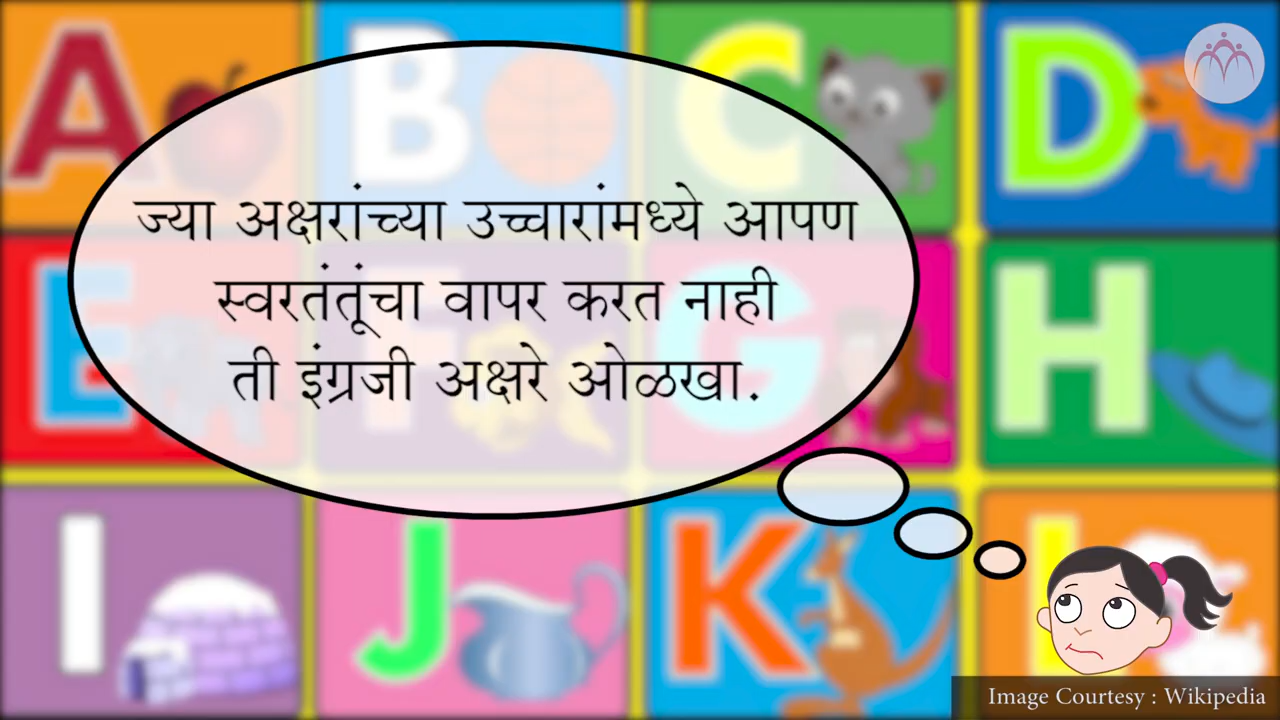 A B C D
ज्या अक्षरांच्या उच्चारांमध्ये आपण
स्वरतंतूंचा वापर करत नाही
ती इंग्रजी अक्षरे ओळखा.
E F G H
I J K L
Image Courtesy : Wikipedia